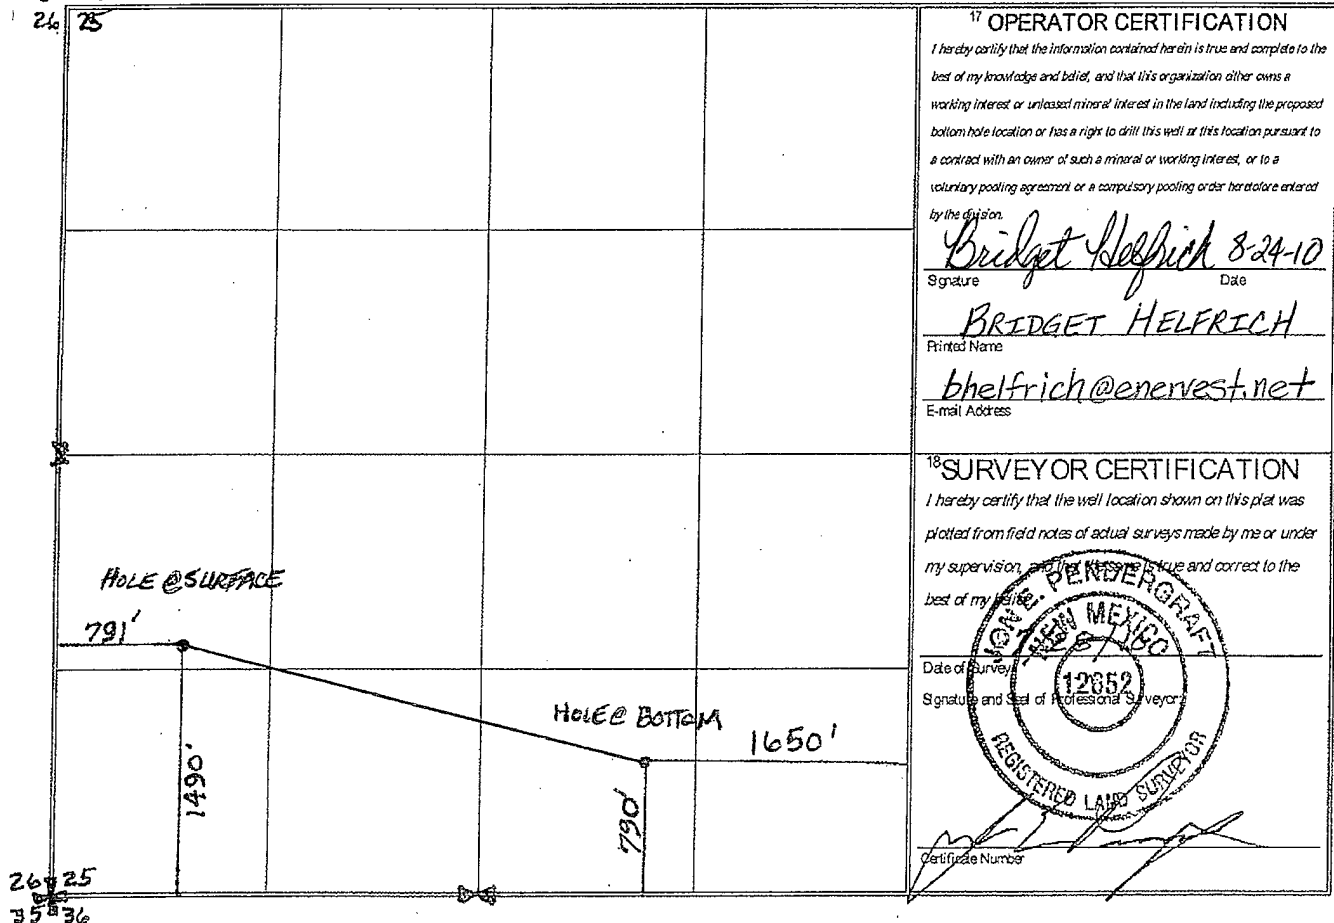 26 25
HOLE @ SURFACE
791'
1490'
HOLE @ BOTTOM
1650'
790'
26 25
35 36
17 OPERATOR CERTIFICATION
I hereby certify that the information contained herein is true and complete to the
best of my knowledge and belief, and that this organization either owns a
working interest or unleased mineral interest in the land including the proposed
bottom hole location or has a right to drill this well at this location pursuant to
a contract with an owner of such a mineral or working interest, or to a
voluntary pooling agreement or a compulsory pooling order heretofore entered
by the division.
Bridget Helfrich 8-24-10
Signature Date
BRIDGET HELFRICH
Printed Name
bhelfrich@enervest.net
E-mail Address
18 SURVEYOR CERTIFICATION
I hereby certify that the well location shown on this plat was
plotted from field notes of actual surveys made by me or under
my supervision, and that the same is true and correct to the
best of my belief.
Date of Survey
Signature and Seal of Professional Surveyor:
JON E. PENDERGRAFT
NEW MEXICO
12652
REGISTERED LAND SURVEYOR
Certificate Number